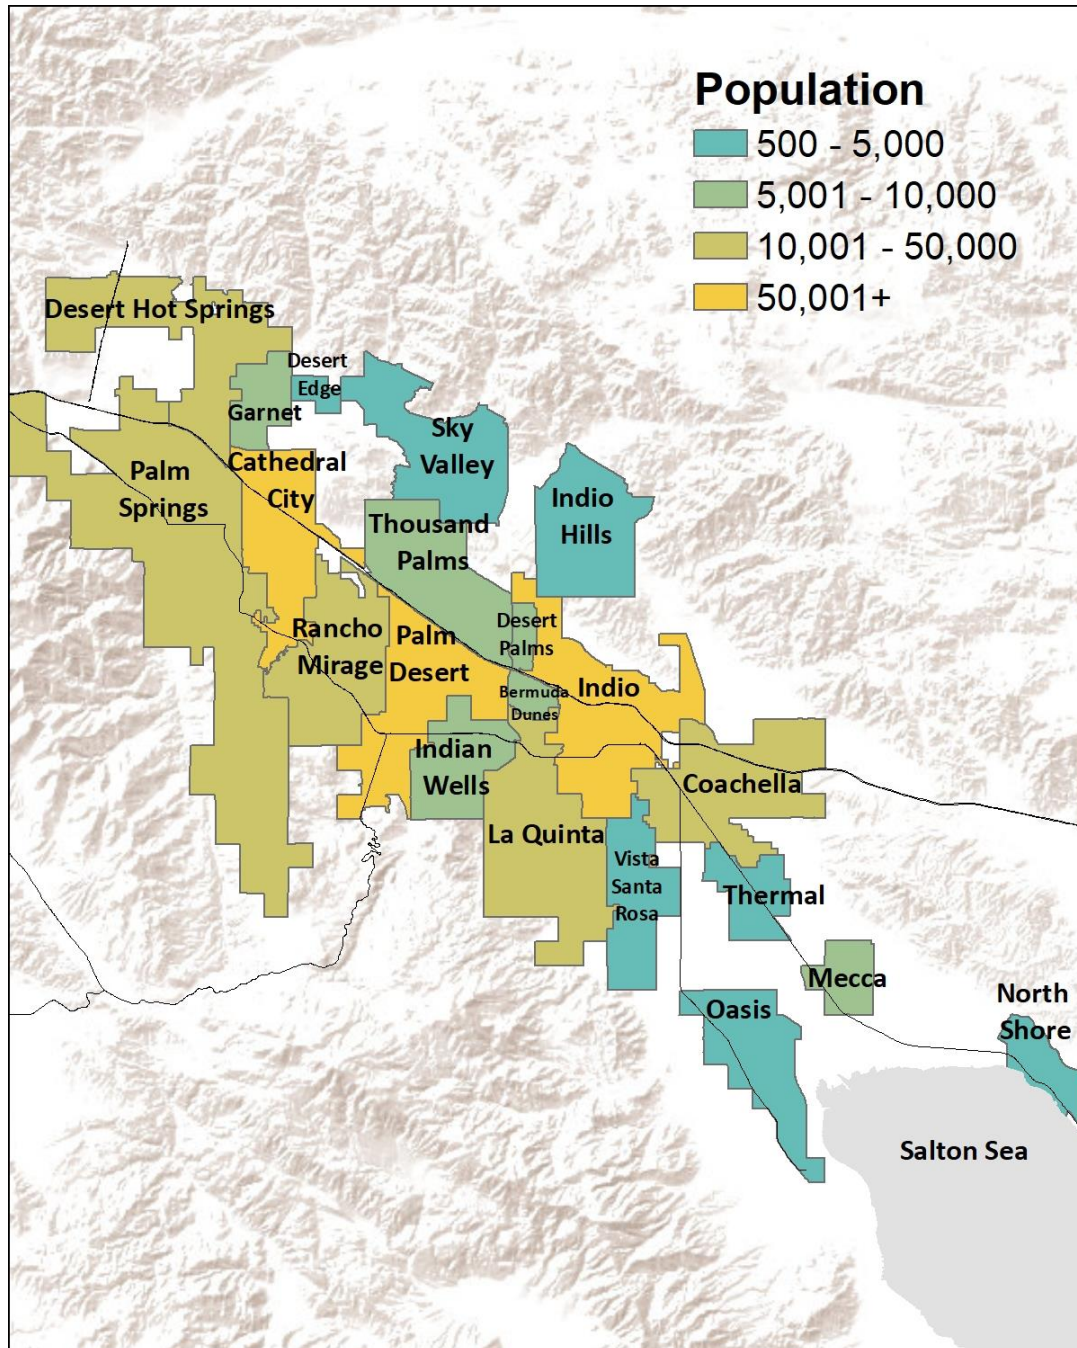 Population
500 - 5,000
5,001 - 10,000
10,001 - 50,000
50,001+
Desert Hot Springs
Desert
Edge
Garnet
Sky
Valley
Cathedral
City
Palm
Springs
Indio
Hills
Thousand
Palms
Rancho
Mirage
Palm
Desert
Desert
Palms
Bermuda
Dunes
Indio
Indian
Wells
Coachella
La Quinta
Vista
Santa
Rosa
Thermal
Mecca
Oasis
North
Shore
Salton Sea